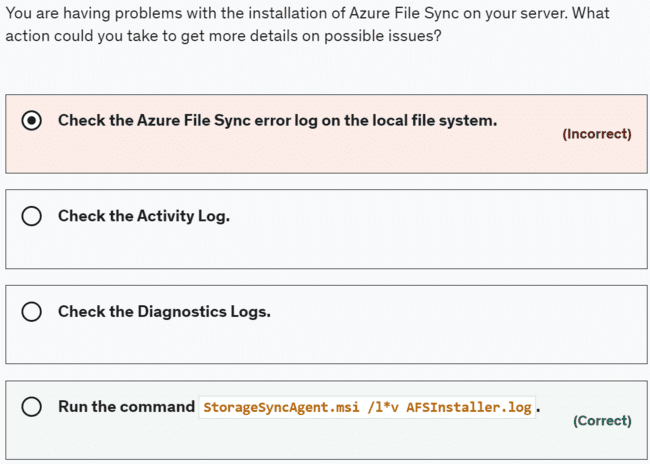 You are having problems with the installation of Azure File Sync on your server. What
action could you take to get more details on possible issues?
Check the Azure File Sync error log on the local file system.
(Incorrect)
Check the Activity Log.
Check the Diagnostics Logs.
Run the command StorageSyncAgent.msi /l*v AFSInstaller.log .
(Correct)